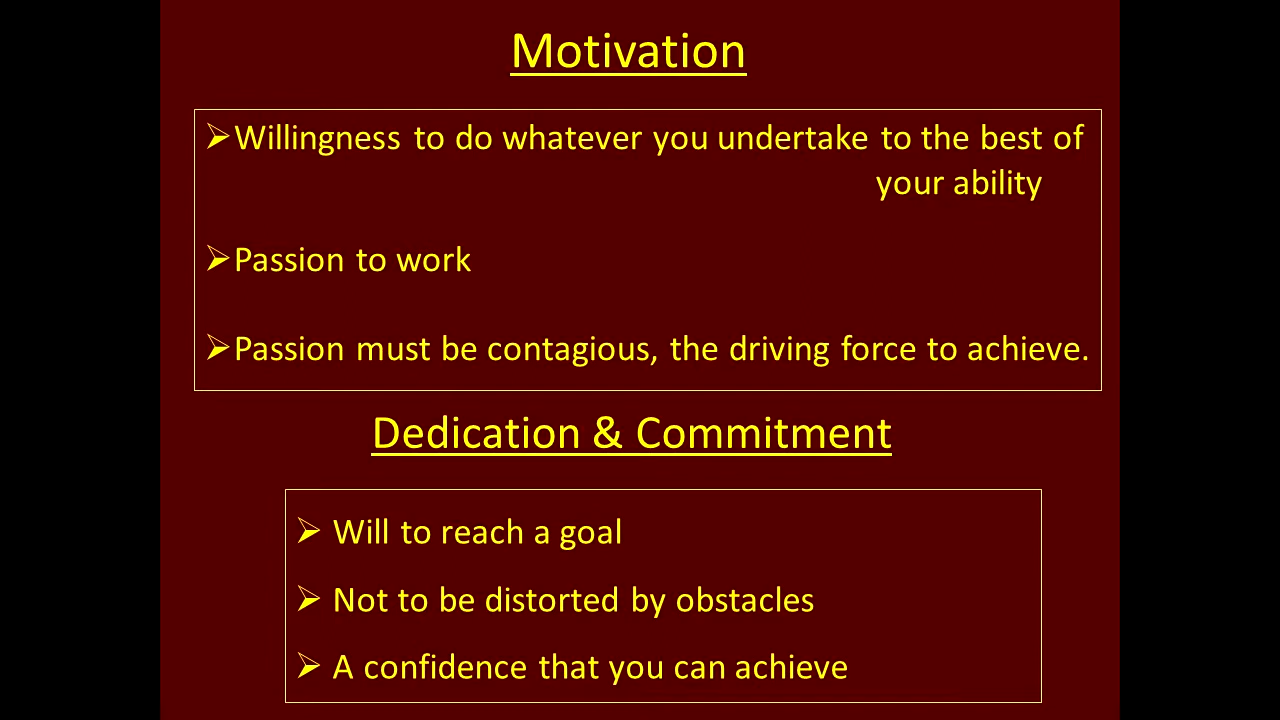 Motivation
➢Willingness to do whatever you undertake to the best of
your ability
➢Passion to work
➢Passion must be contagious, the driving force to achieve.
Dedication & Commitment
➢ Will to reach a goal
➢ Not to be distorted by obstacles
➢ A confidence that you can achieve